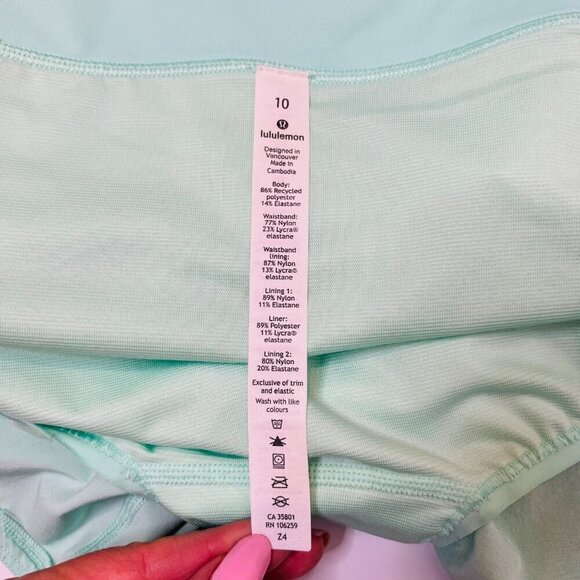 10
lululemon
Designed in
Vancouver
Made in
Cambodia
Body:
86% Recycled
polyester
14% Elastane
Waistband:
77% Nylon
23% Lycra®
elastane
Waistband
lining:
87% Nylon
13% Lycra®
elastane
Lining 1:
89% Nylon
11% Elastane
Liner:
89% Polyester
11% Lycra®
elastane
Lining 2:
80% Nylon
20% Elastane
Exclusive of trim
and elastic
Wash with like
colours
CA 35801
RN 106259
Z4